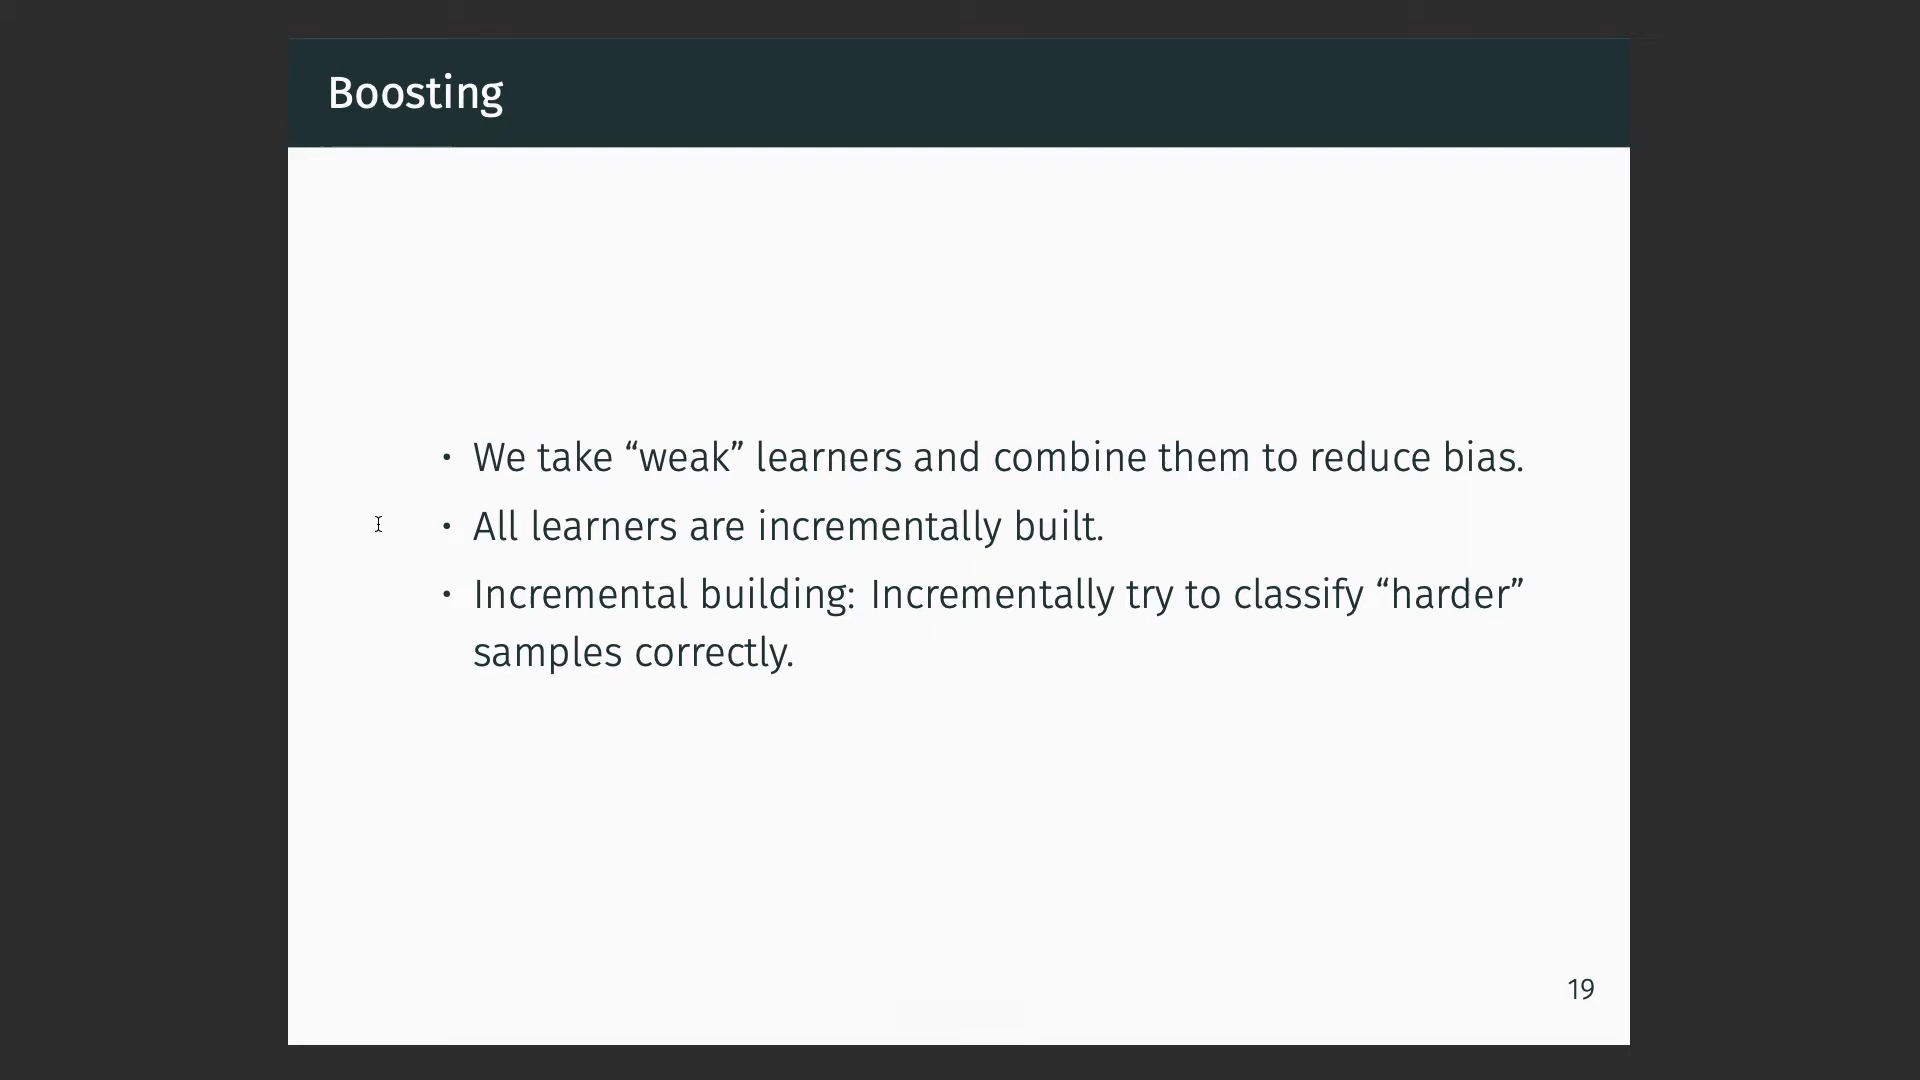 Boosting
• We take “weak” learners and combine them to reduce bias.
• All learners are incrementally built.
• Incremental building: Incrementally try to classify “harder”
samples correctly.
19